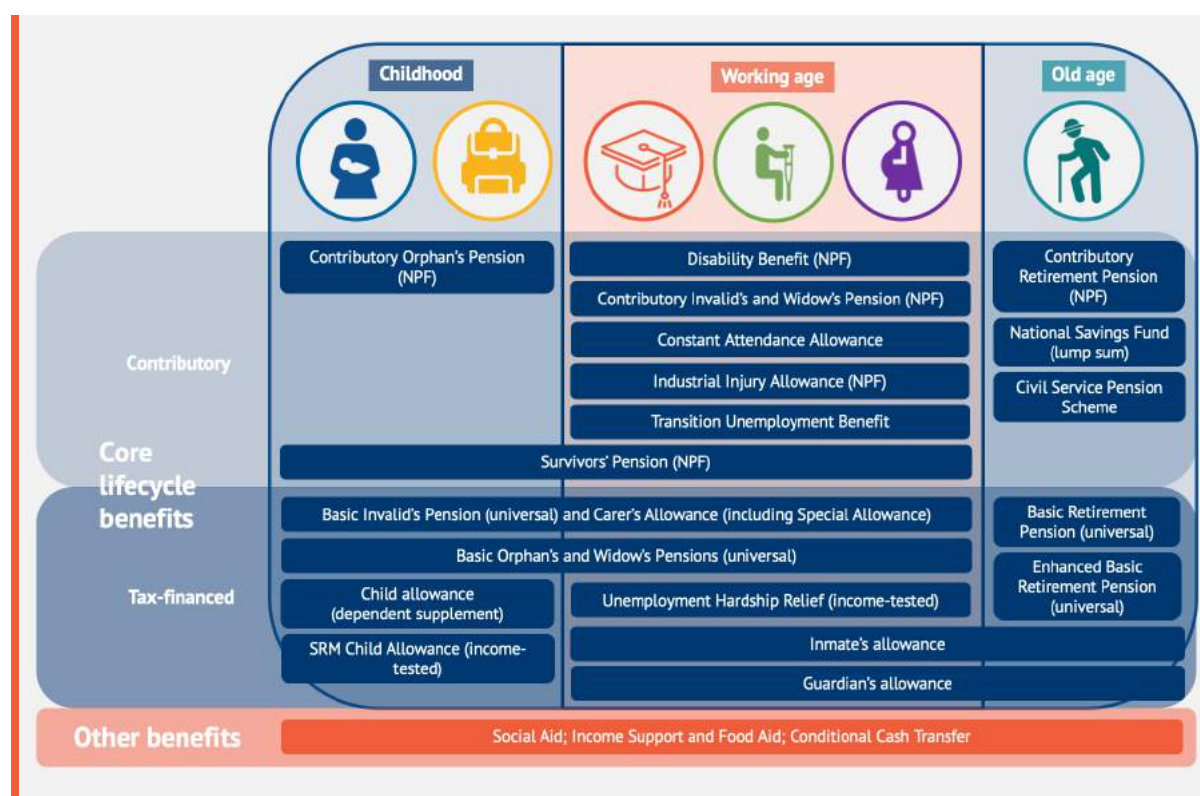 Childhood
Working age
Old age
Contributory Orphan's Pension
(NPF)
Disability Benefit (NPF)
Contributory Invalid's and Widow's Pension (NPF)
Constant Attendance Allowance
Industrial Injury Allowance (NPF)
Transition Unemployment Benefit
Contributory
Retirement Pension
(NPF)
National Savings Fund
(lump sum)
Civil Service Pension
Scheme
Contributory
Survivors' Pension (NPF)
Core
lifecycle
benefits
Basic Invalid's Pension (universal) and Carer's Allowance (including Special Allowance)
Basic Orphan's and Widow's Pensions (universal)
Basic Retirement
Pension (universal)
Enhanced Basic
Retirement Pension
(universal)
Tax-financed
Child allowance
(dependent supplement)
Unemployment Hardship Relief (income-tested)
SRM Child Allowance (income-
tested)
Inmate's allowance
Guardian's allowance
Other benefits
Social Aid; Income Support and Food Aid; Conditional Cash Transfer